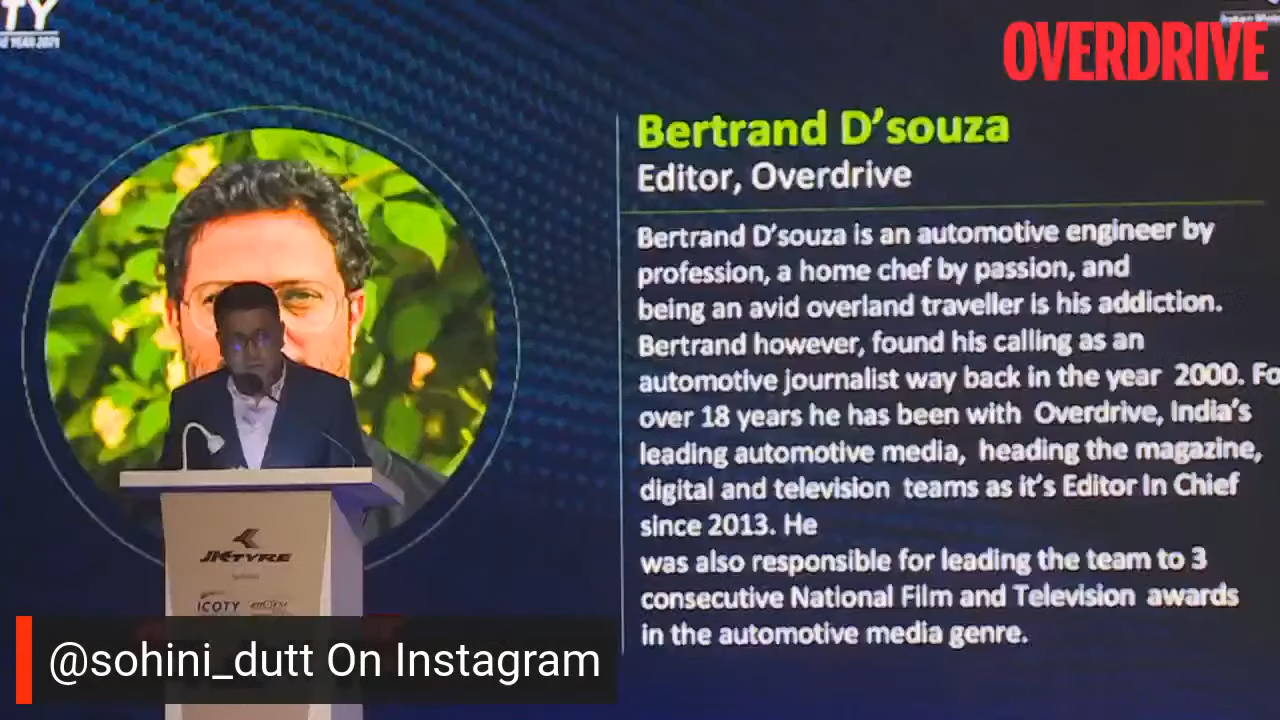 TY
YEAR 2021
OVERDRIVE
Bertrand D'souza
Editor, Overdrive
Bertrand D'souza is an automotive engineer by
profession, a home chef by passion, and
being an avid overland traveller is his addiction.
Bertrand however, found his calling as an
automotive journalist way back in the year 2000. Fo
over 18 years he has been with Overdrive, India's
leading automotive media, heading the magazine,
digital and television teams as it's Editor In Chief
since 2013. He
was also responsible for leading the team to 3
consecutive National Film and Television awards
in the automotive media genre.
JKTYRE
ICOTY
@sohini_dutt On Instagram